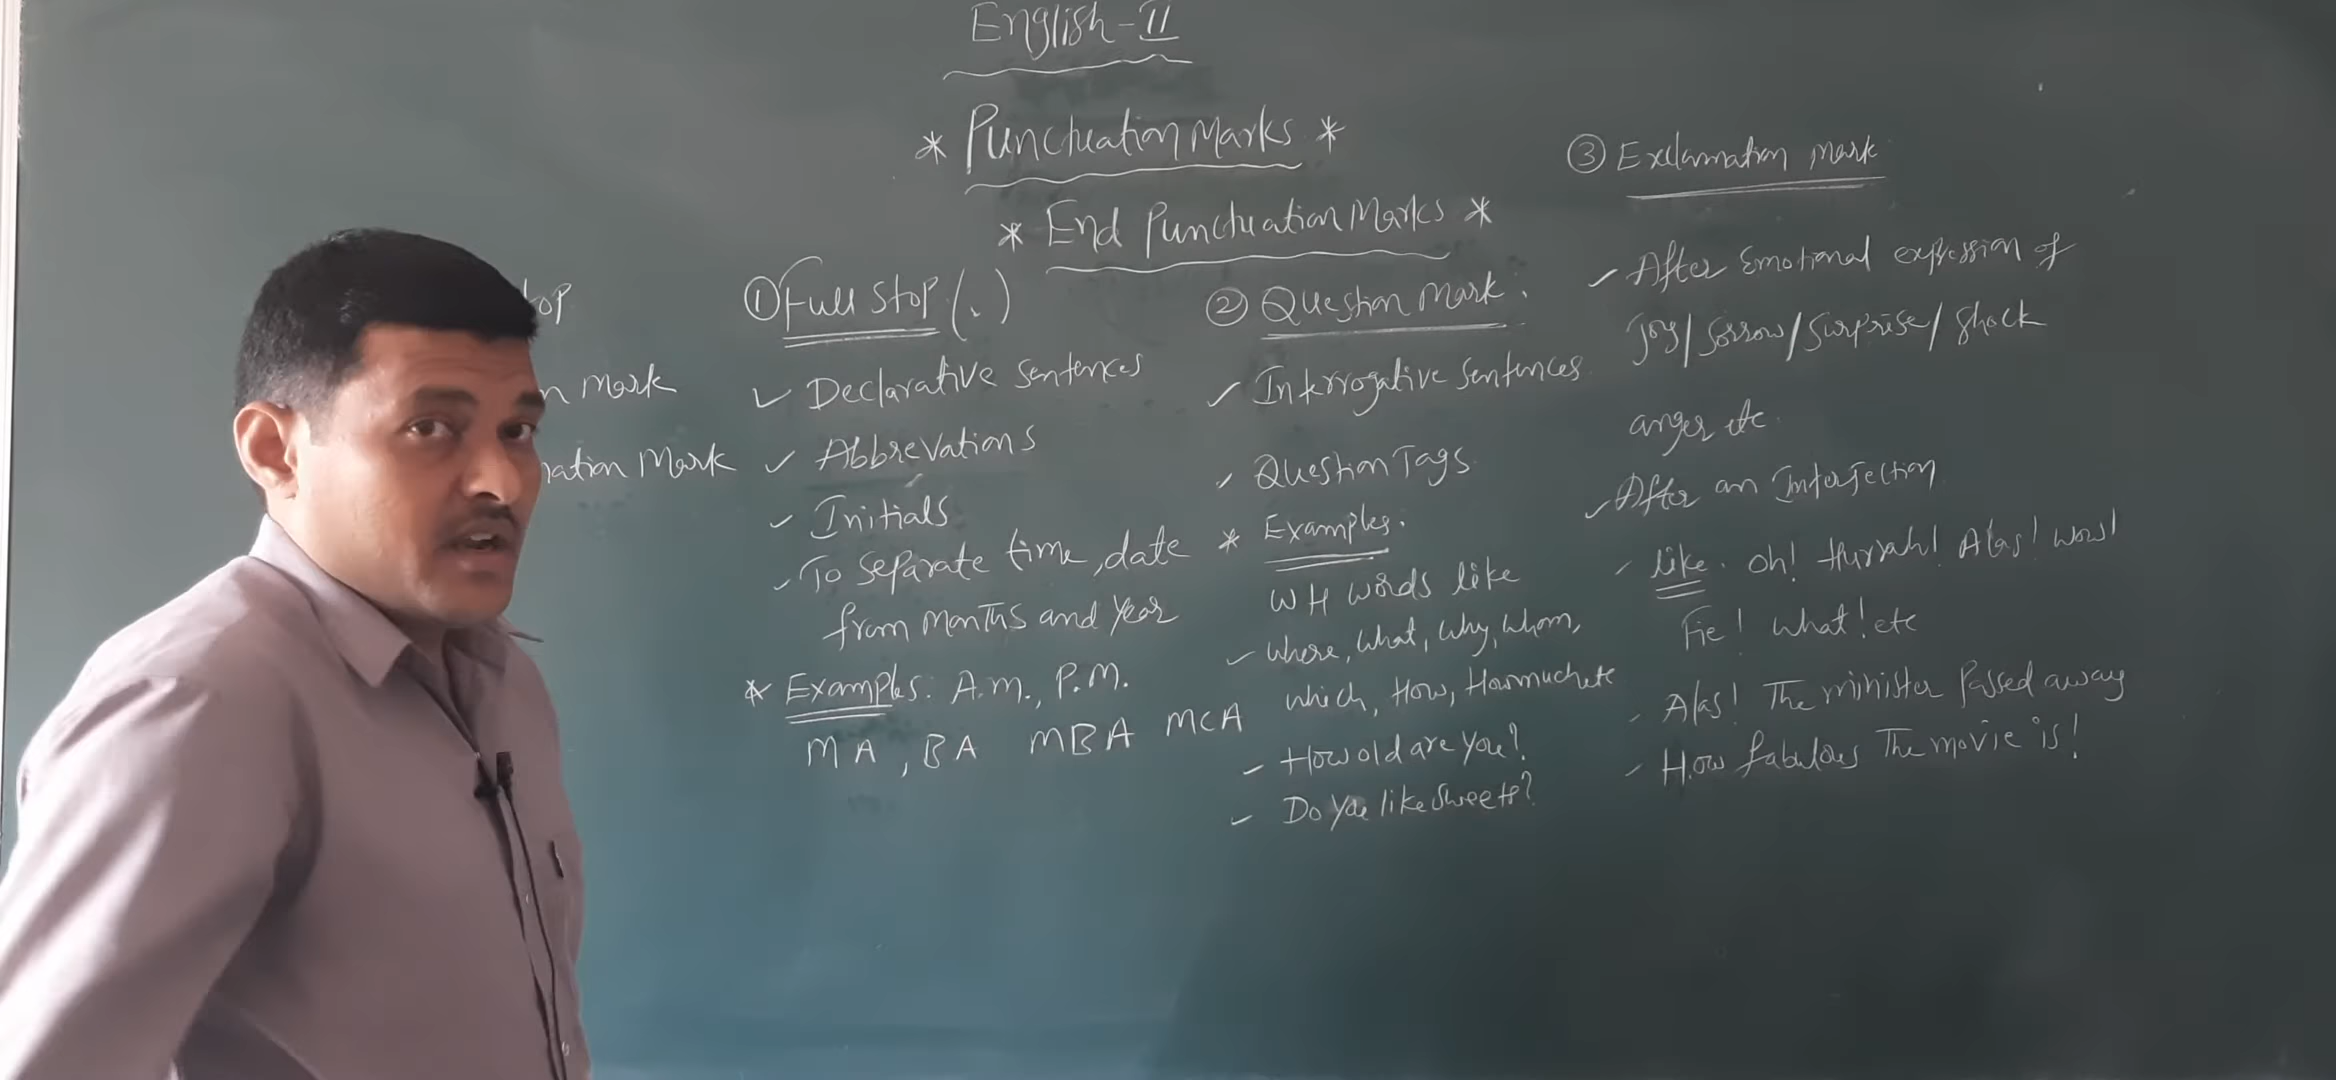 English-II
* Punctuation Marks *
* End Punctuation Marks *
top
n Mark
nation Mark
① Full Stop (.)
✓ Declarative Sentences
✓ Abbrevations
✓ Initials
✓ To Separate time, date
from Months and Year
* Examples: A.M., P.M.
MA, BA MBA MCA
② Question Mark:
✓ Interrogative Sentences
✓ Question Tags
* Examples:
WH words like
✓ Where, What, Why, Whom,
which, How, How much etc
- How old are you?
- Do you like Sweets?
③ Exclamation Mark
✓ After Emotional expression of
Joy/Sorrow/Surprise/Shock
anger etc.
✓ After an Interjection
- like. Oh! Hurrah! Alas! Wow!
Fie! What! etc
- Alas! The minister Passed away
- How fabulous The movie is!